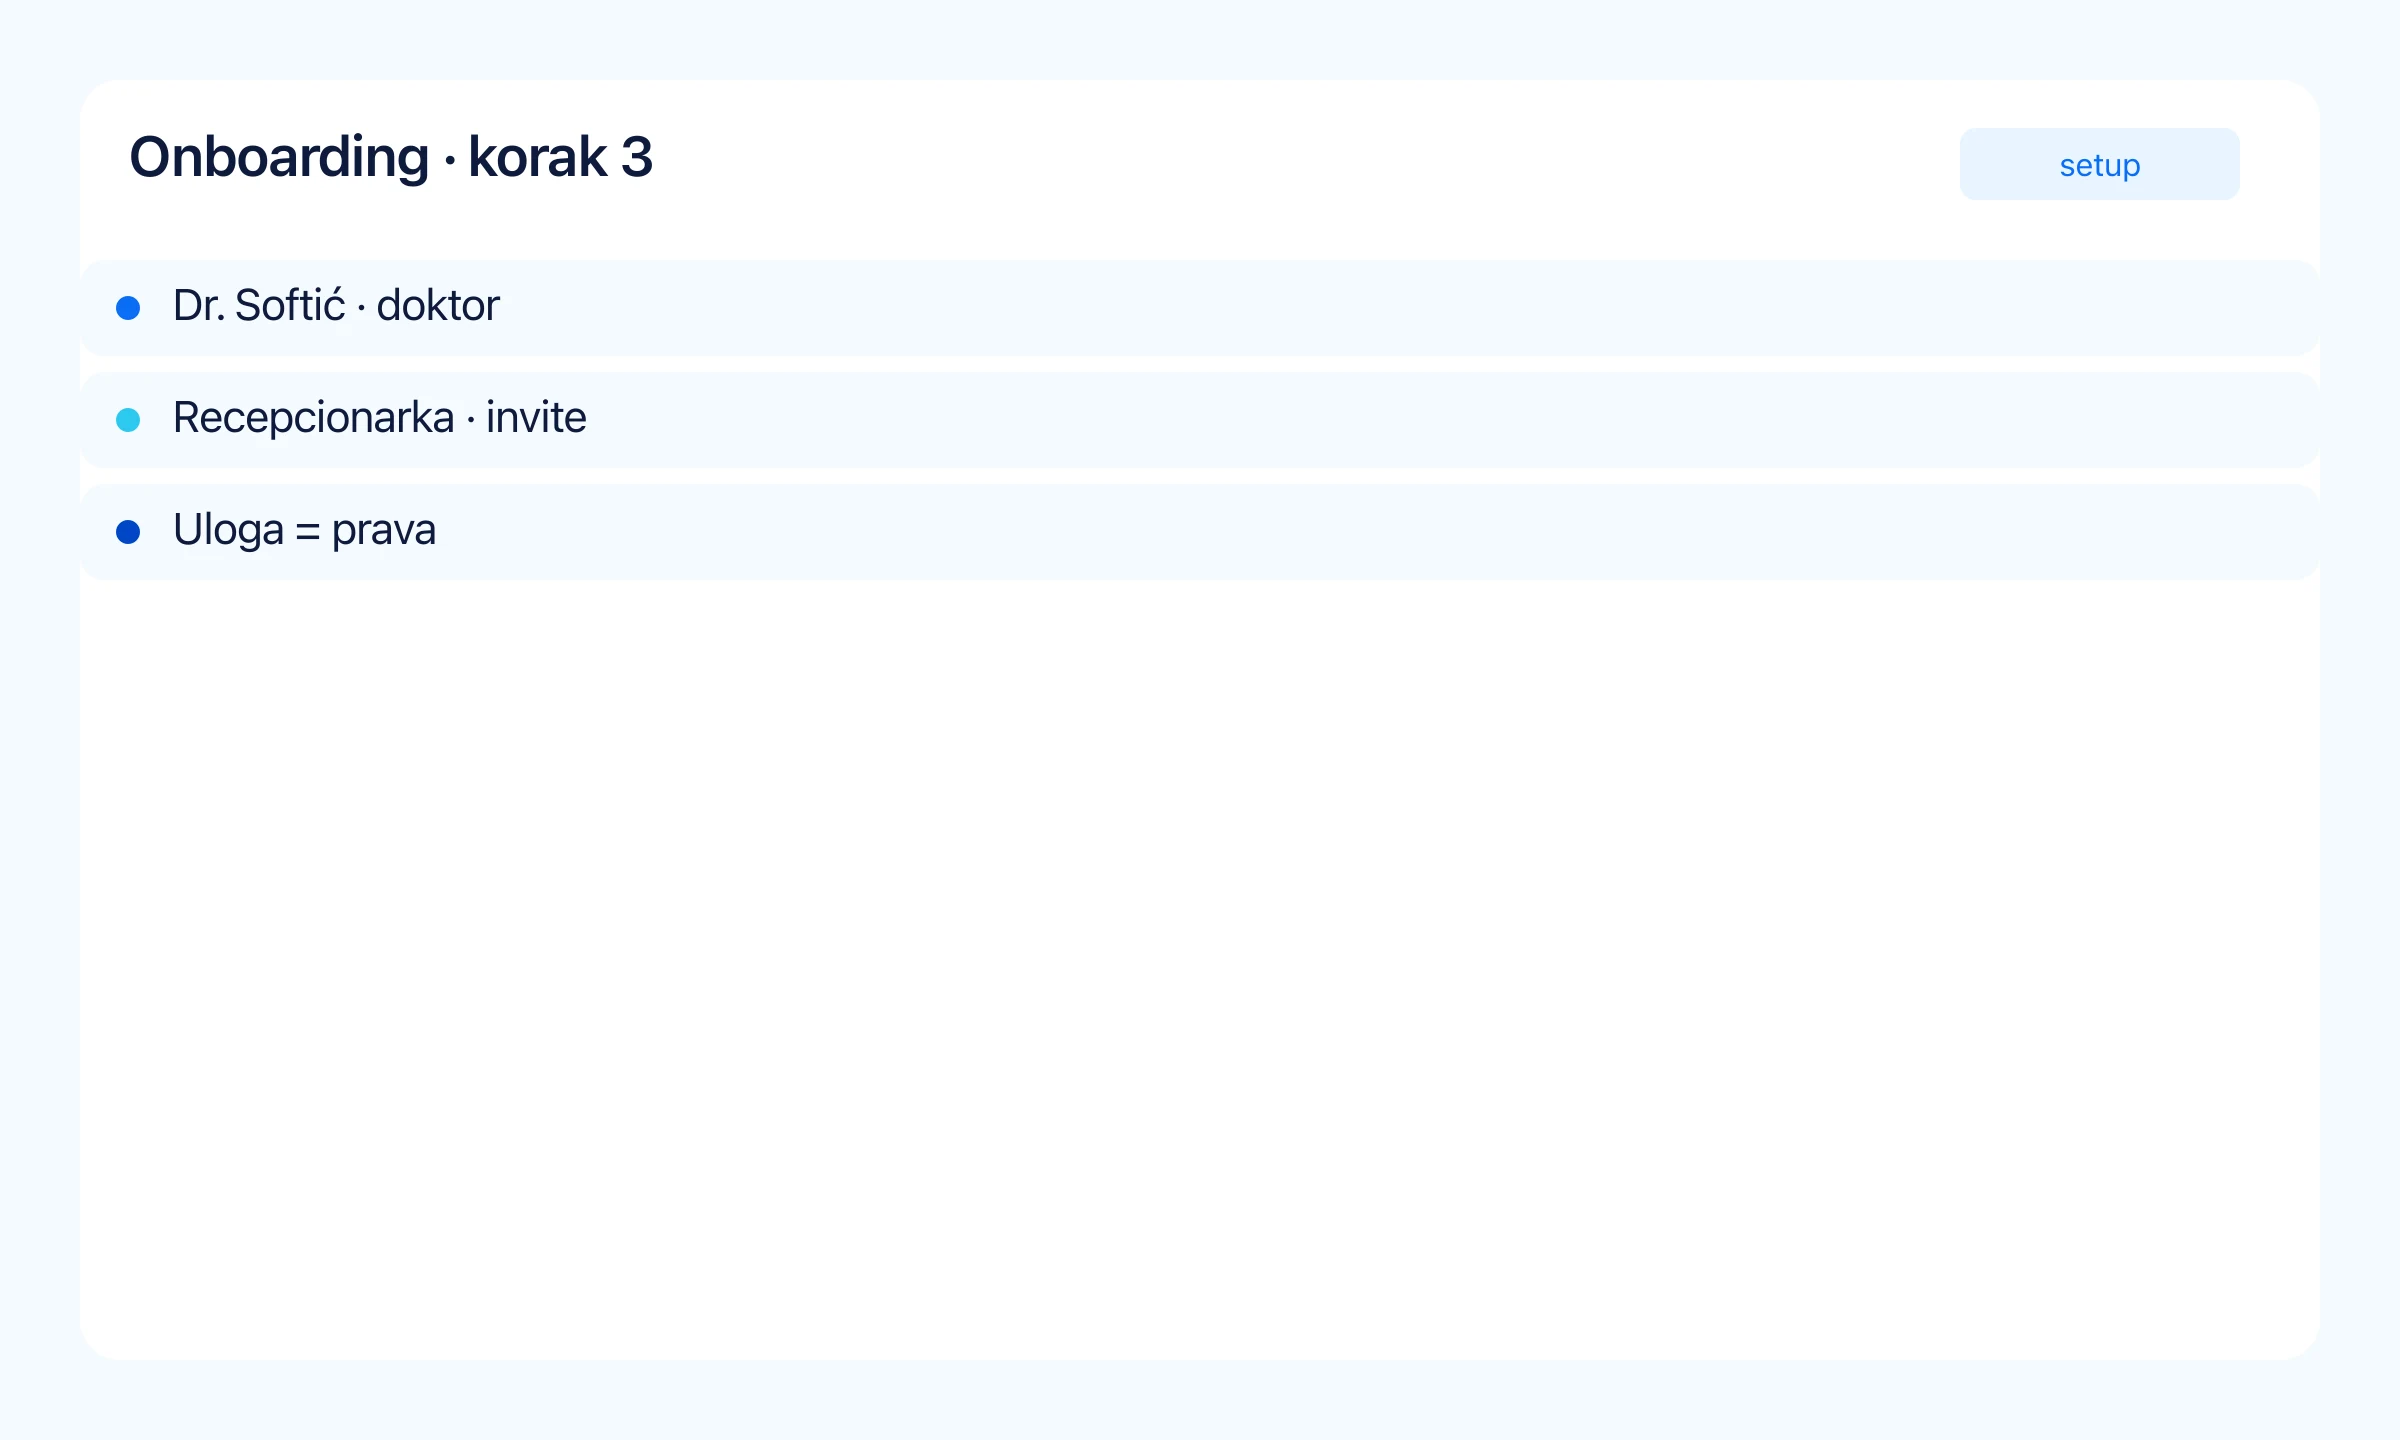 Onboarding · korak 3
setup
Dr. Softić · doktor
Recepcionarka · invite
Uloga = prava